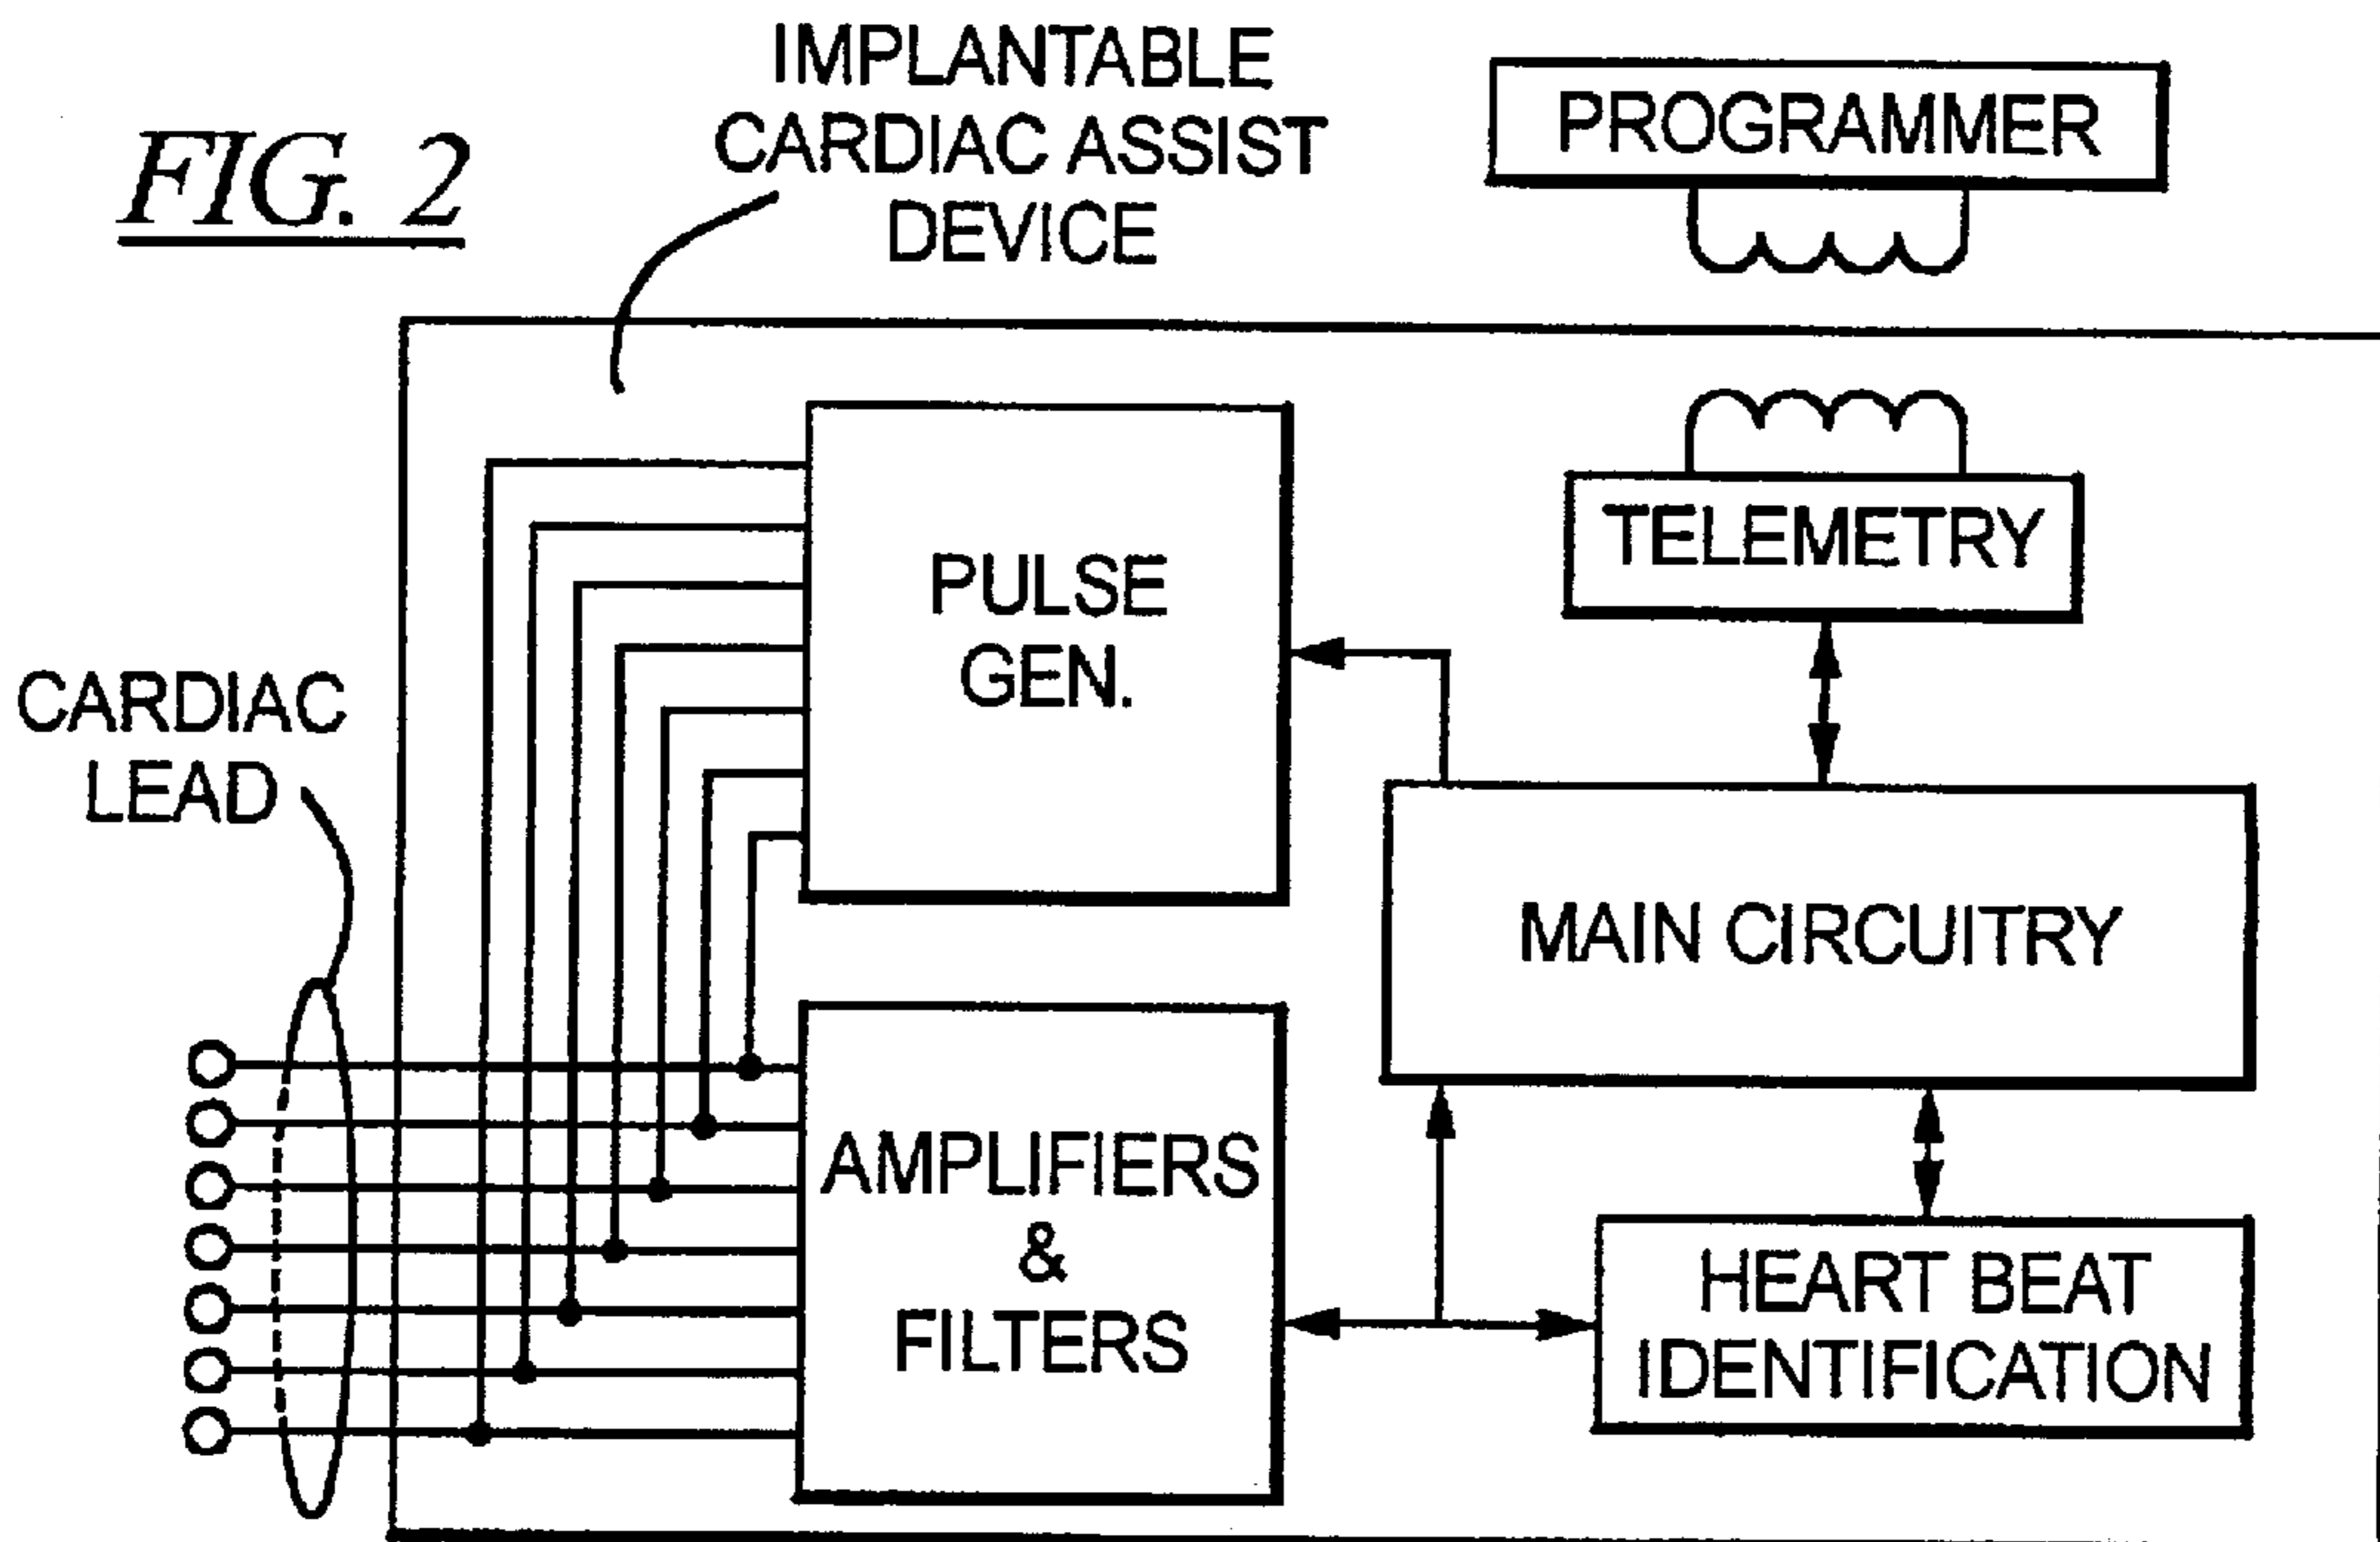 FIG. 2
IMPLANTABLE
CARDIAC ASSIST
DEVICE
PROGRAMMER
TELEMETRY
PULSE
GEN.
CARDIAC
LEAD
MAIN CIRCUITRY
AMPLIFIERS
&
FILTERS
HEART BEAT
IDENTIFICATION